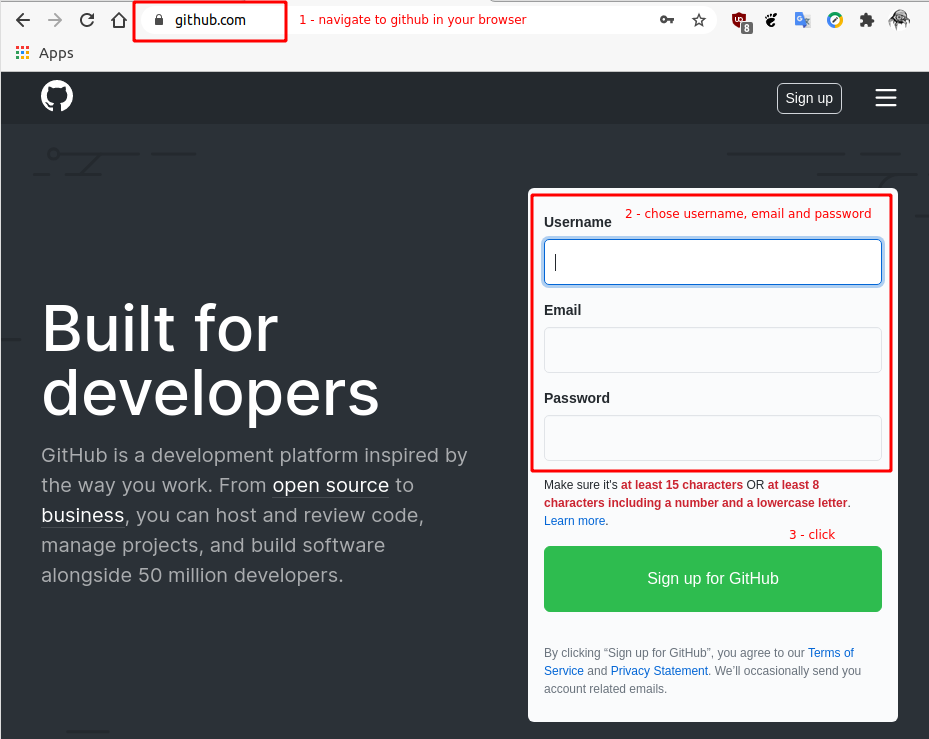 github.com
1 - navigate to github in your browser
8
Apps
Sign up
2 - chose username, email and password
Username
Email
Password
Built for
developers
GitHub is a development platform inspired by
the way you work. From open source to
business, you can host and review code,
manage projects, and build software
alongside 50 million developers.
Make sure it's at least 15 characters OR at least 8
characters including a number and a lowercase letter.
Learn more.
3 - click
Sign up for GitHub
By clicking “Sign up for GitHub”, you agree to our Terms of
Service and Privacy Statement. We’ll occasionally send you
account related emails.